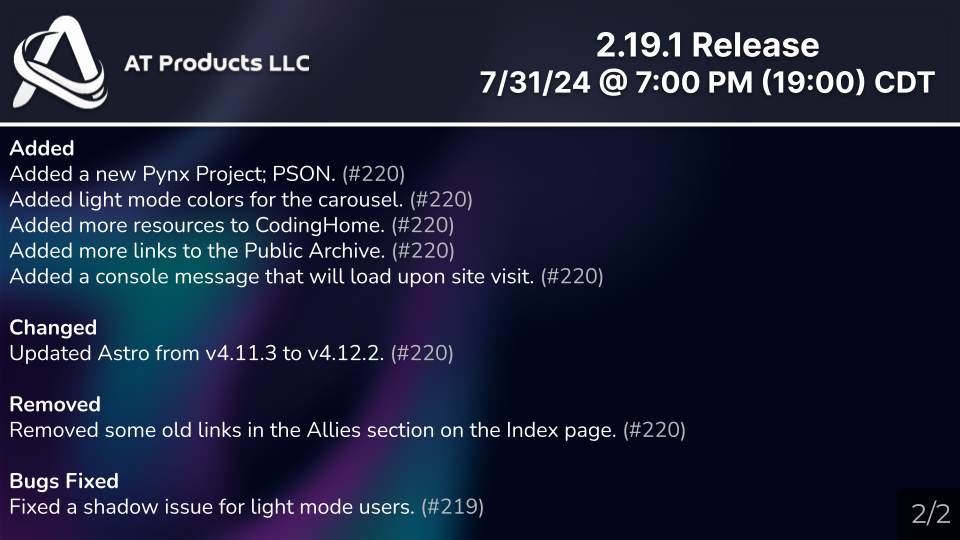 AT Products LLC
2.19.1 Release
7/31/24 @ 7:00 PM (19:00) CDT
Added
Added a new Pynx Project; PSON. (#220)
Added light mode colors for the carousel. (#220)
Added more resources to CodingHome. (#220)
Added more links to the Public Archive. (#220)
Added a console message that will load upon site visit. (#220)
Changed
Updated Astro from v4.11.3 to v4.12.2. (#220)
Removed
Removed some old links in the Allies section on the Index page. (#220)
Bugs Fixed
Fixed a shadow issue for light mode users. (#219)
2/2